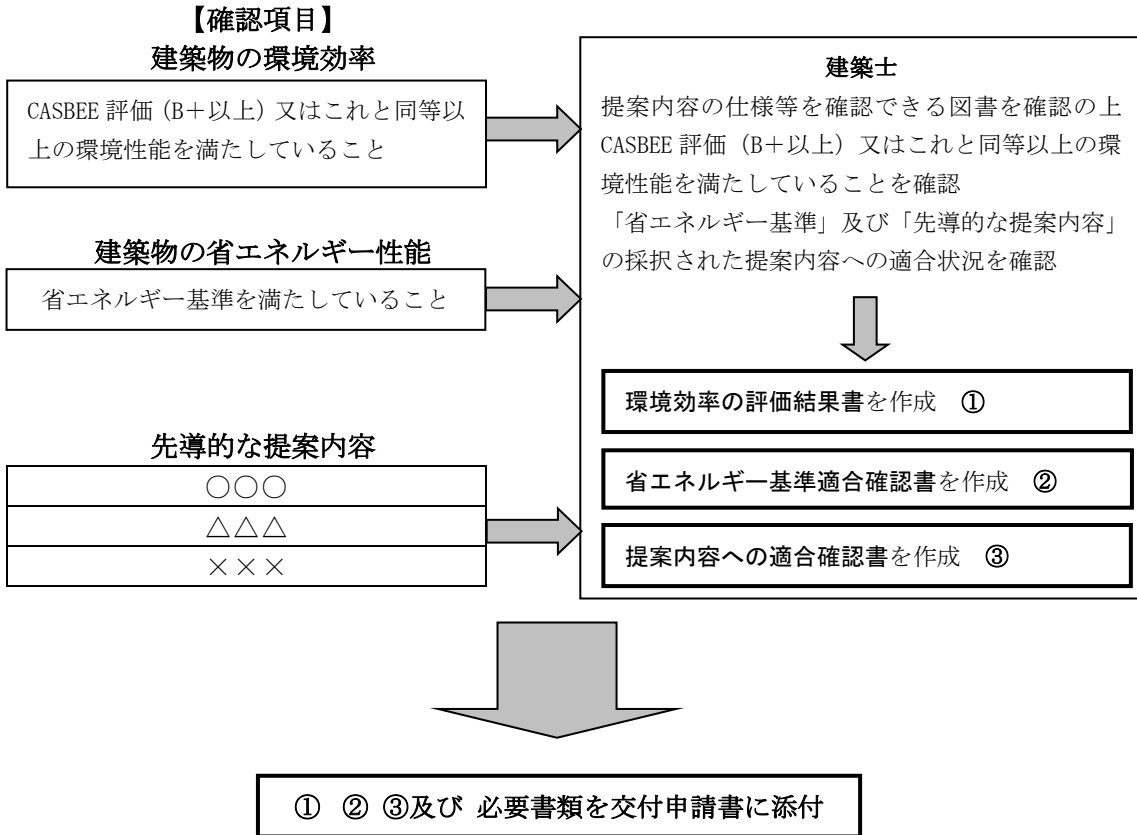 【確認項目】
建築物の環境効率
CASBEE 評価（B＋以上）又はこれと同等以
上の環境性能を満たしていること
建築物の省エネルギー性能
省エネルギー基準を満たしていること
先導的な提案内容
○○○
△△△
×××
建築士
提案内容の仕様等を確認できる図書を確認の上
CASBEE 評価（B＋以上）又はこれと同等以上の環
境性能を満たしていることを確認
「省エネルギー基準」及び「先導的な提案内容」
の採択された提案内容への適合状況を確認
環境効率の評価結果書を作成　①
省エネルギー基準適合確認書を作成　②
提案内容への適合確認書を作成　③
① ② ③及び 必要書類を交付申請書に添付